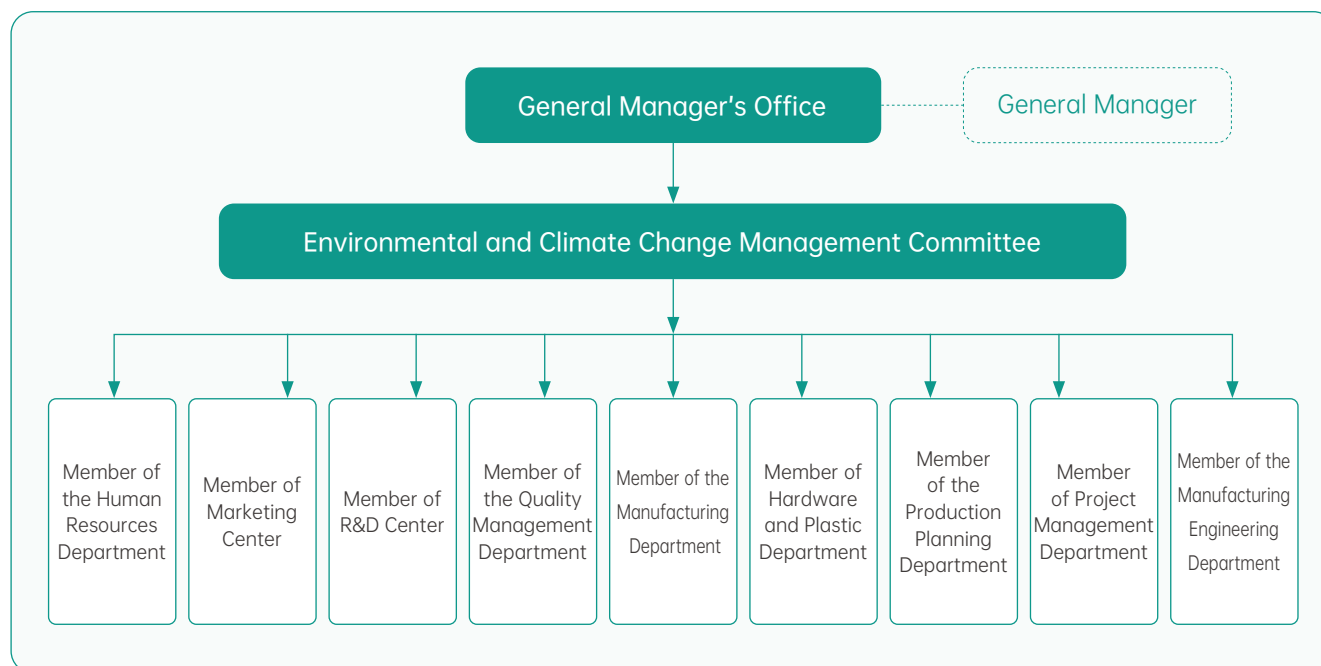 General Manager's Office
General Manager
Environmental and Climate Change Management Committee
Member of
the Human
Resources
Department
Member of
Marketing
Center
Member of
R&D Center
Member of
the Quality
Management
Department
Member of the
Manufacturing
Department
Member of
Hardware
and Plastic
Department
Member
of the
Production
Planning
Department
Member
of Project
Management
Department
Member of the
Manufacturing
Engineering
Department